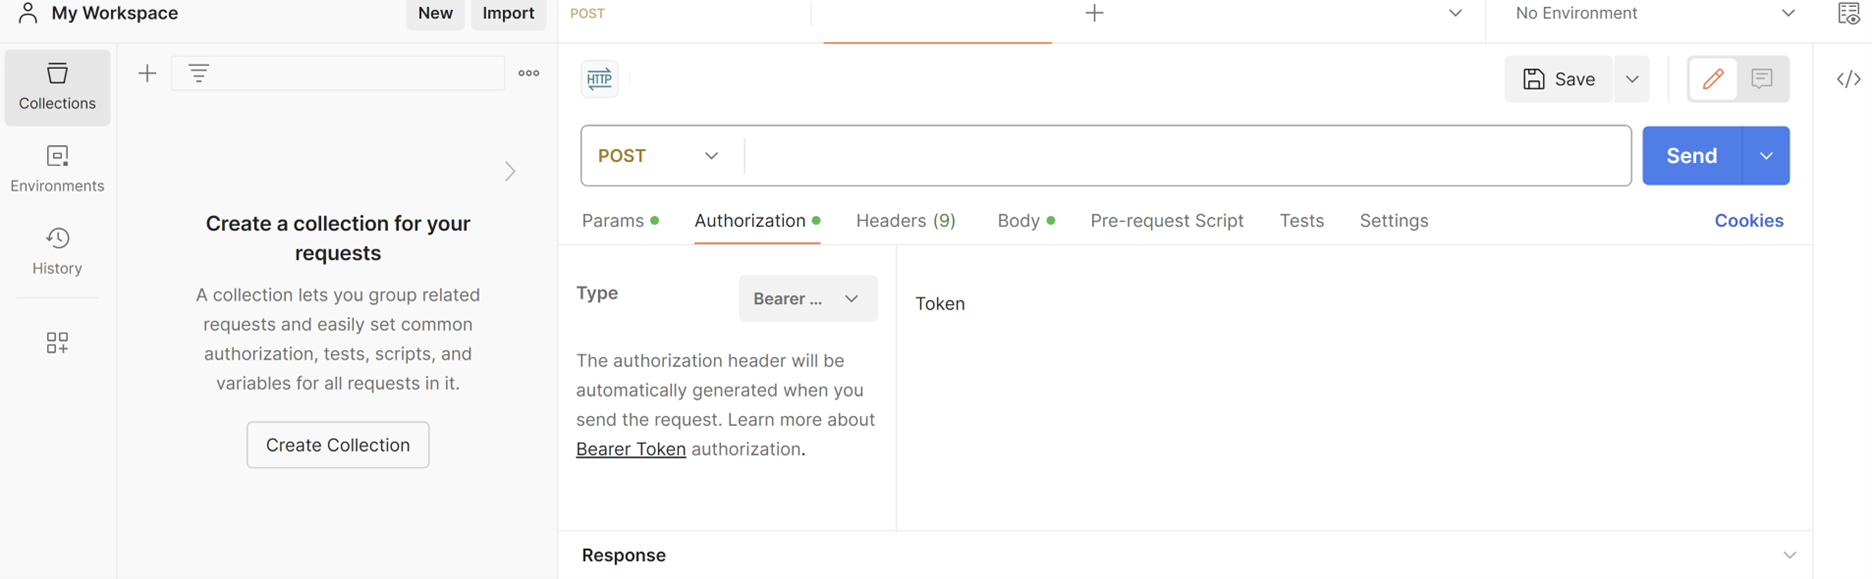 My Workspace
New
Import
POST
No Environment
Collections
Environments
History
Create a collection for your
requests
A collection lets you group related
requests and easily set common
authorization, tests, scripts, and
variables for all requests in it.
Create Collection
HTTP
Save
POST
Send
Params
Authorization
Headers (9)
Body
Pre-request Script
Tests
Settings
Cookies
Type
Bearer ...
The authorization header will be
automatically generated when you
send the request. Learn more about
Bearer Token authorization.
Token
Response